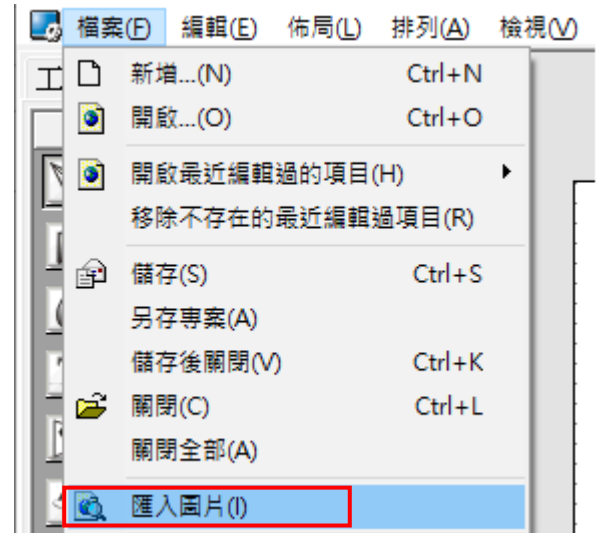 檔案(F) 編輯(E) 佈局(L) 排列(A) 檢視(V)
工
新增...(N) Ctrl+N
開啟...(O) Ctrl+O
開啟最近編輯過的項目(H)
移除不存在的最近編輯過項目(R)
儲存(S) Ctrl+S
另存專案(A)
儲存後關閉(V) Ctrl+K
關閉(C) Ctrl+L
關閉全部(A)
匯入圖片(I)